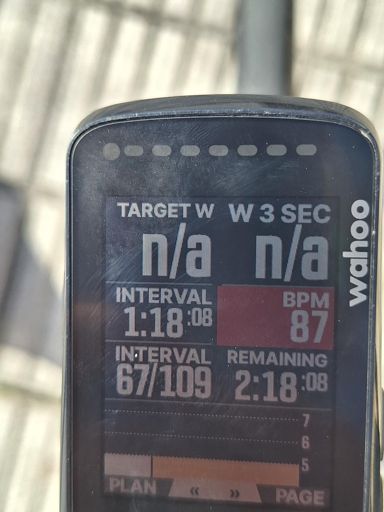 TARGET W W 3 SEC
n/a n/a
INTERVAL BPM
1:18:08 87
INTERVAL REMAINING
67/109 2:18:08
7
6
5
PLAN « » PAGE
wahoo